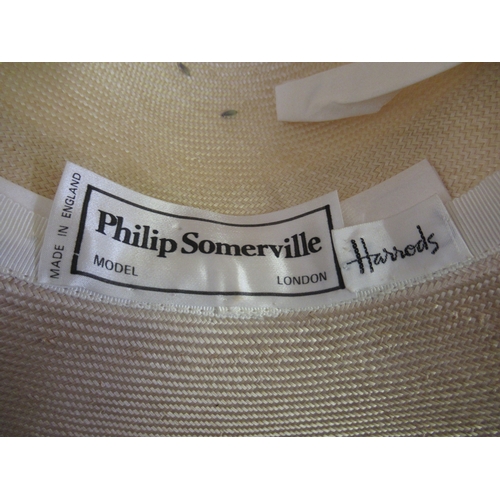 MADE IN ENGLAND
Philip Somerville
MODEL
LONDON
Harrods